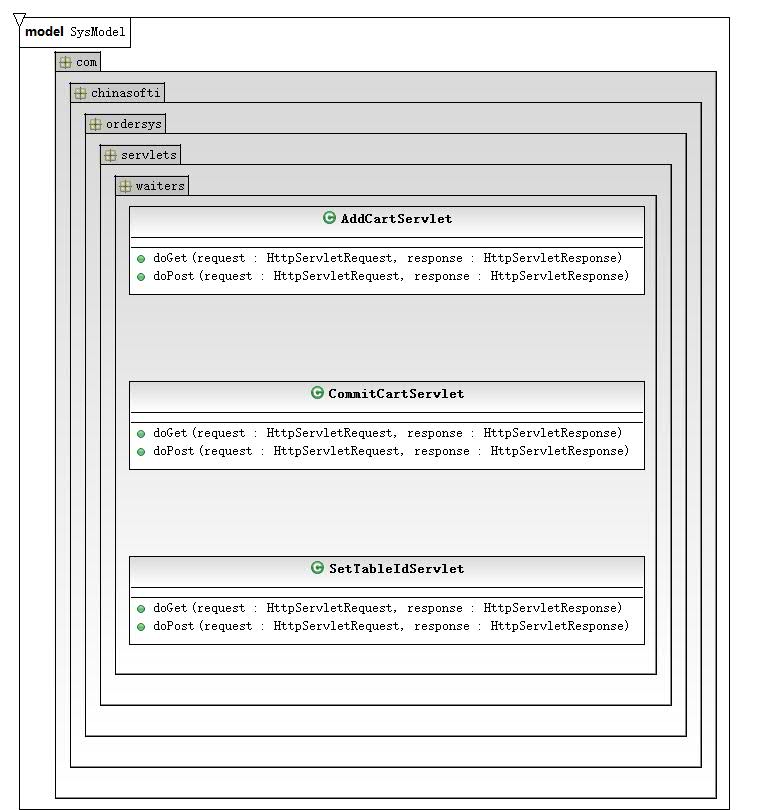 model SysModel
com
chinasofti
ordersys
servlets
waiters
AddCartServlet
doGet(request : HttpServletRequest, response : HttpServletResponse)
doPost(request : HttpServletRequest, response : HttpServletResponse)
CommitCartServlet
doGet(request : HttpServletRequest, response : HttpServletResponse)
doPost(request : HttpServletRequest, response : HttpServletResponse)
SetTableIdServlet
doGet(request : HttpServletRequest, response : HttpServletResponse)
doPost(request : HttpServletRequest, response : HttpServletResponse)